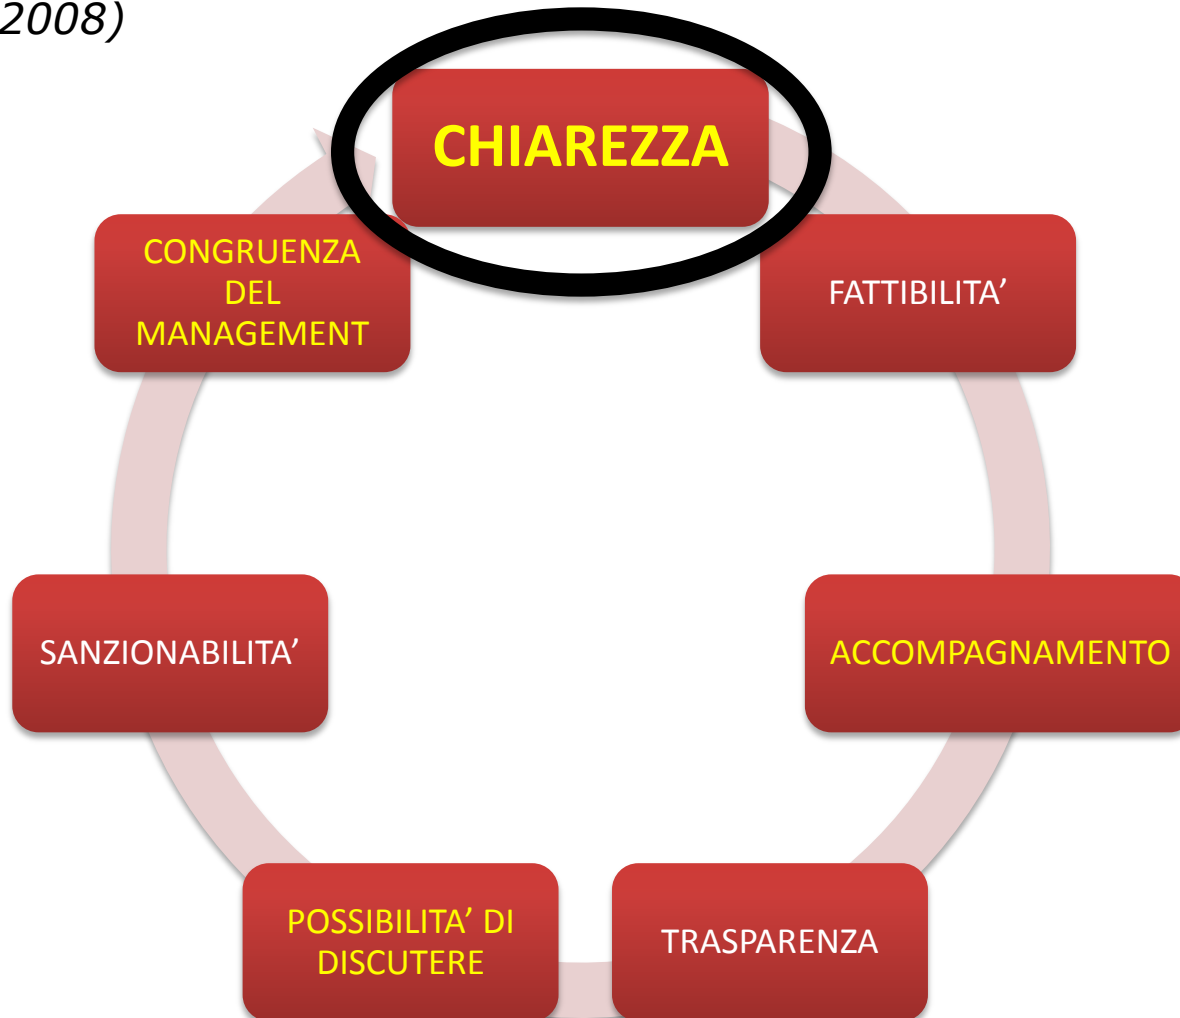 2008)
CHIAREZZA
FATTIBILITA’
ACCOMPAGNAMENTO
TRASPARENZA
POSSIBILITA’ DI
DISCUTERE
SANZIONABILITA’
CONGRUENZA
DEL
MANAGEMENT